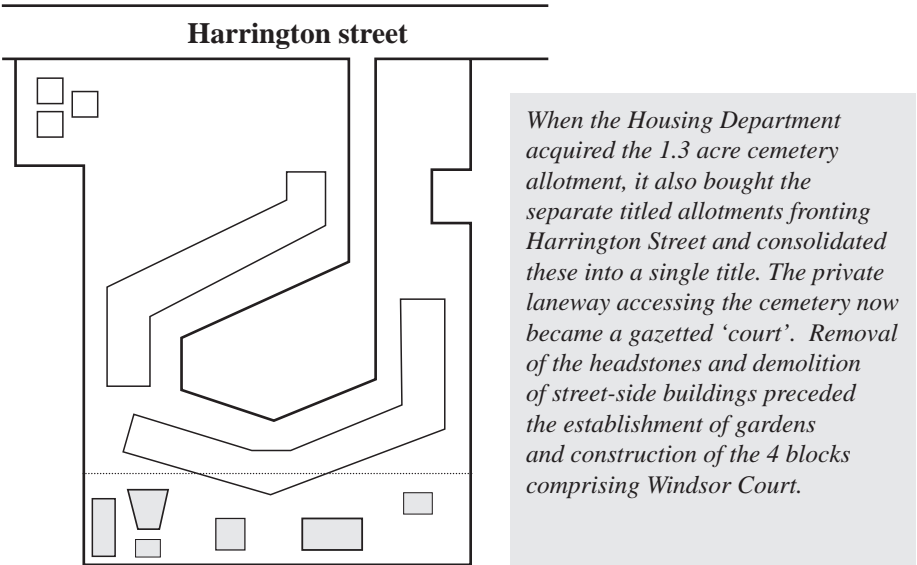 Harrington street
When the Housing Department
acquired the 1.3 acre cemetery
allotment, it also bought the
separate titled allotments fronting
Harrington Street and consolidated
these into a single title. The private
laneway accessing the cemetery now
became a gazetted ‘court’.  Removal
of the headstones and demolition
of street-side buildings preceded
the establishment of gardens
and construction of the 4 blocks
comprising Windsor Court.